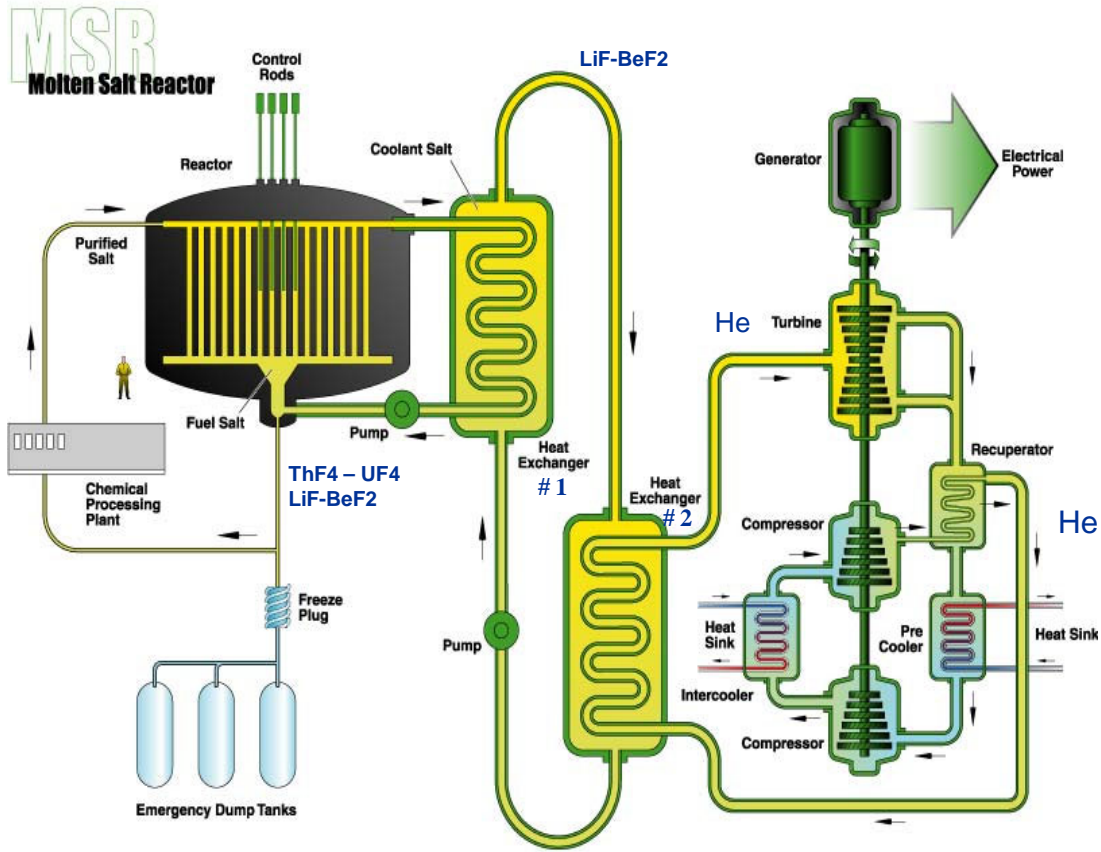 MSR
Molten Salt Reactor
Control
Rods
LiF-BeF2
Reactor
Coolant Salt
Generator
Electrical
Power
Purified
Salt
He
Turbine
Fuel Salt
Pump
Heat
Exchanger
# 1
Recuperator
Chemical
Processing
Plant
ThF4 – UF4
LiF-BeF2
Heat
Exchanger
# 2
Compressor
He
Freeze
Plug
Pump
Heat
Sink
Pre
Cooler
Heat Sink
Intercooler
Compressor
Emergency Dump Tanks